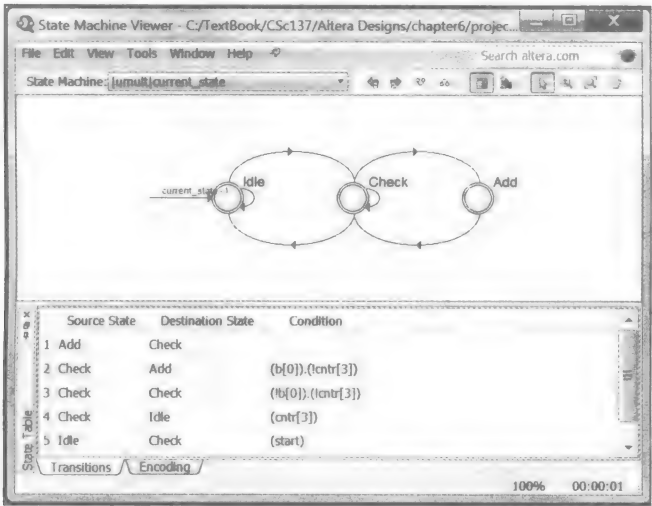 State Machine Viewer - C:/TextBook/CSc137/Altera Designs/chapter6/projec...
File Edit View Tools Window Help
Search altera.com
State Machine: |umult|current_state
current_state~1
Idle
Check
Add
Source State Destination State Condition
1 Add Check
2 Check Add (b[0]).(!cntr[3])
3 Check Check (!b[0]).(!cntr[3])
4 Check Idle (cntr[3])
5 Idle Check (start)
State Table
Transitions Encoding
100% 00:00:01